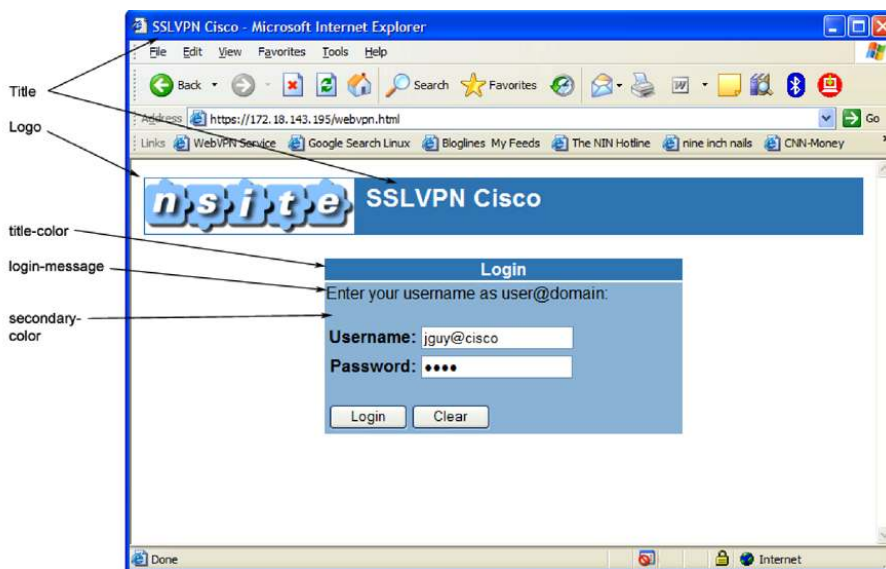 SSLVPN Cisco - Microsoft Internet Explorer
File Edit View Favorites Tools Help
Back Search Favorites
Title
Address https://172.18.143.195/webvpn.html Go
Logo
Links WebVPN Service Google Search Linux Bloglines My Feeds The NIN Hotline nine inch nails CNN-Money
nsite SSLVPN Cisco
title-color
Login
login-message
Enter your username as user@domain:
secondary-
color
Username: jguy@cisco
Password: ••••
Login Clear
Done Internet